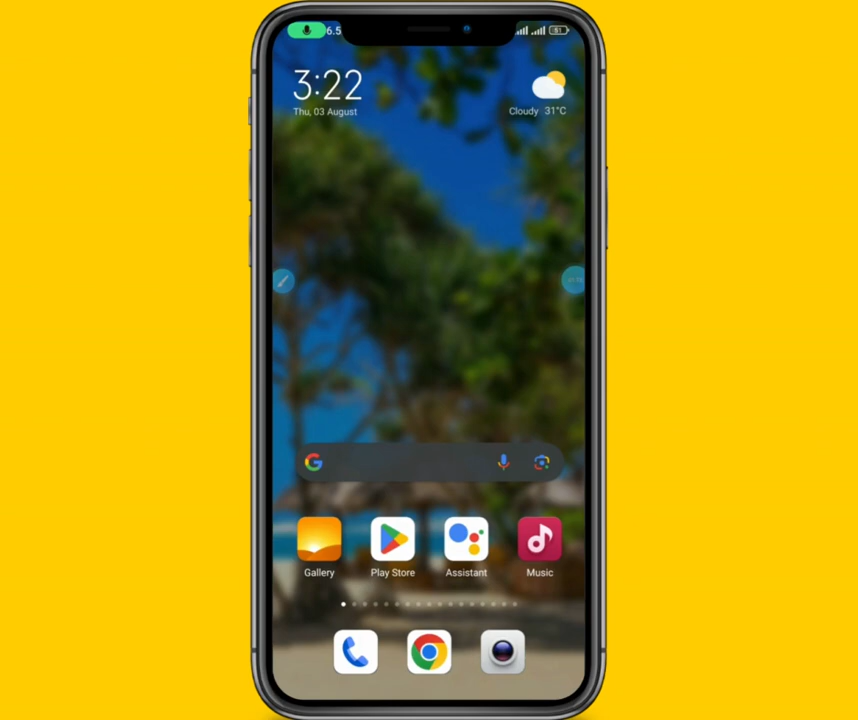 6.5
3:22
Thu, 03 August
Cloudy 31°C
Gallery
Play Store
Assistant
Music